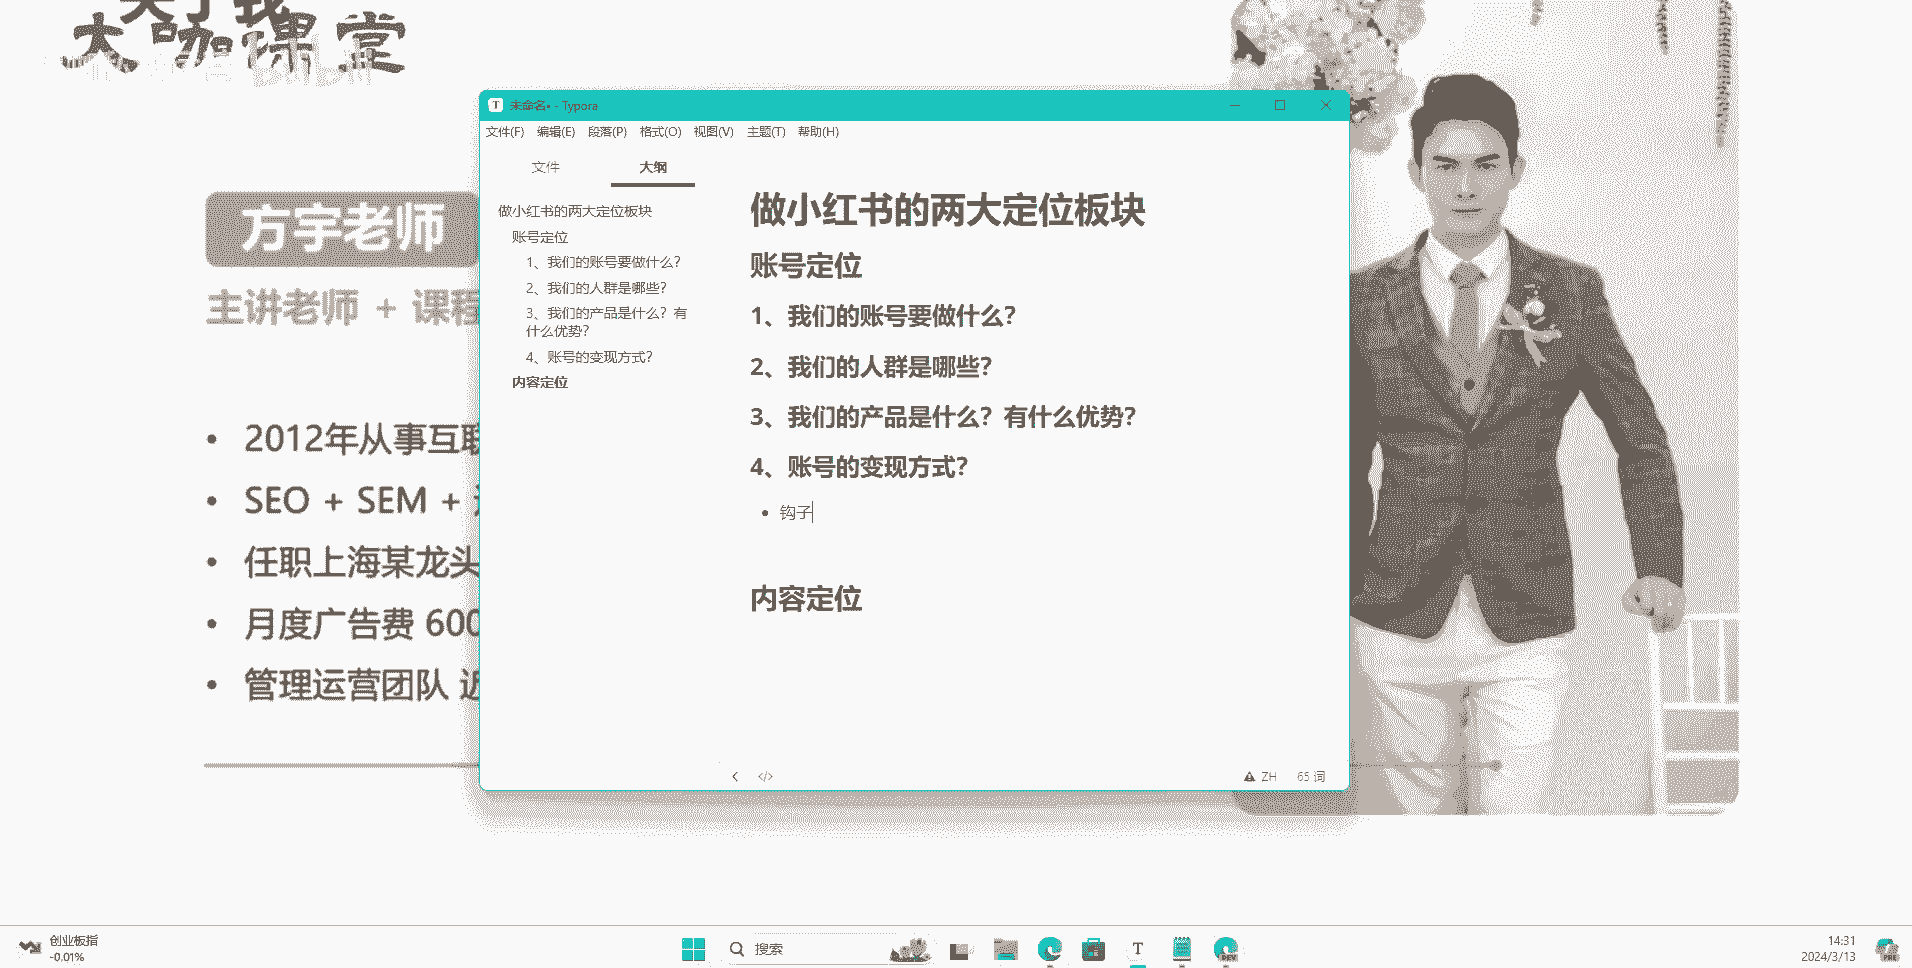 关于我
大咖课堂
bilibili
方宇老师
主讲老师 + 课程
2012年从事互联
SEO + SEM +
任职上海某龙头
月度广告费 600
管理运营团队 近
未命名• - Typora
文件(F) 编辑(E) 段落(P) 格式(O) 视图(V) 主题(T) 帮助(H)
文件 大纲
做小红书的两大定位板块
账号定位
1、我们的账号要做什么?
2、我们的人群是哪些?
3、我们的产品是什么? 有
什么优势?
4、账号的变现方式?
内容定位
做小红书的两大定位板块
账号定位
1、我们的账号要做什么?
2、我们的人群是哪些?
3、我们的产品是什么? 有什么优势?
4、账号的变现方式?
钩子
内容定位
ZH 65 词
创业板指
-0.01%
搜索
DEV
14:31
2024/3/13
PRE